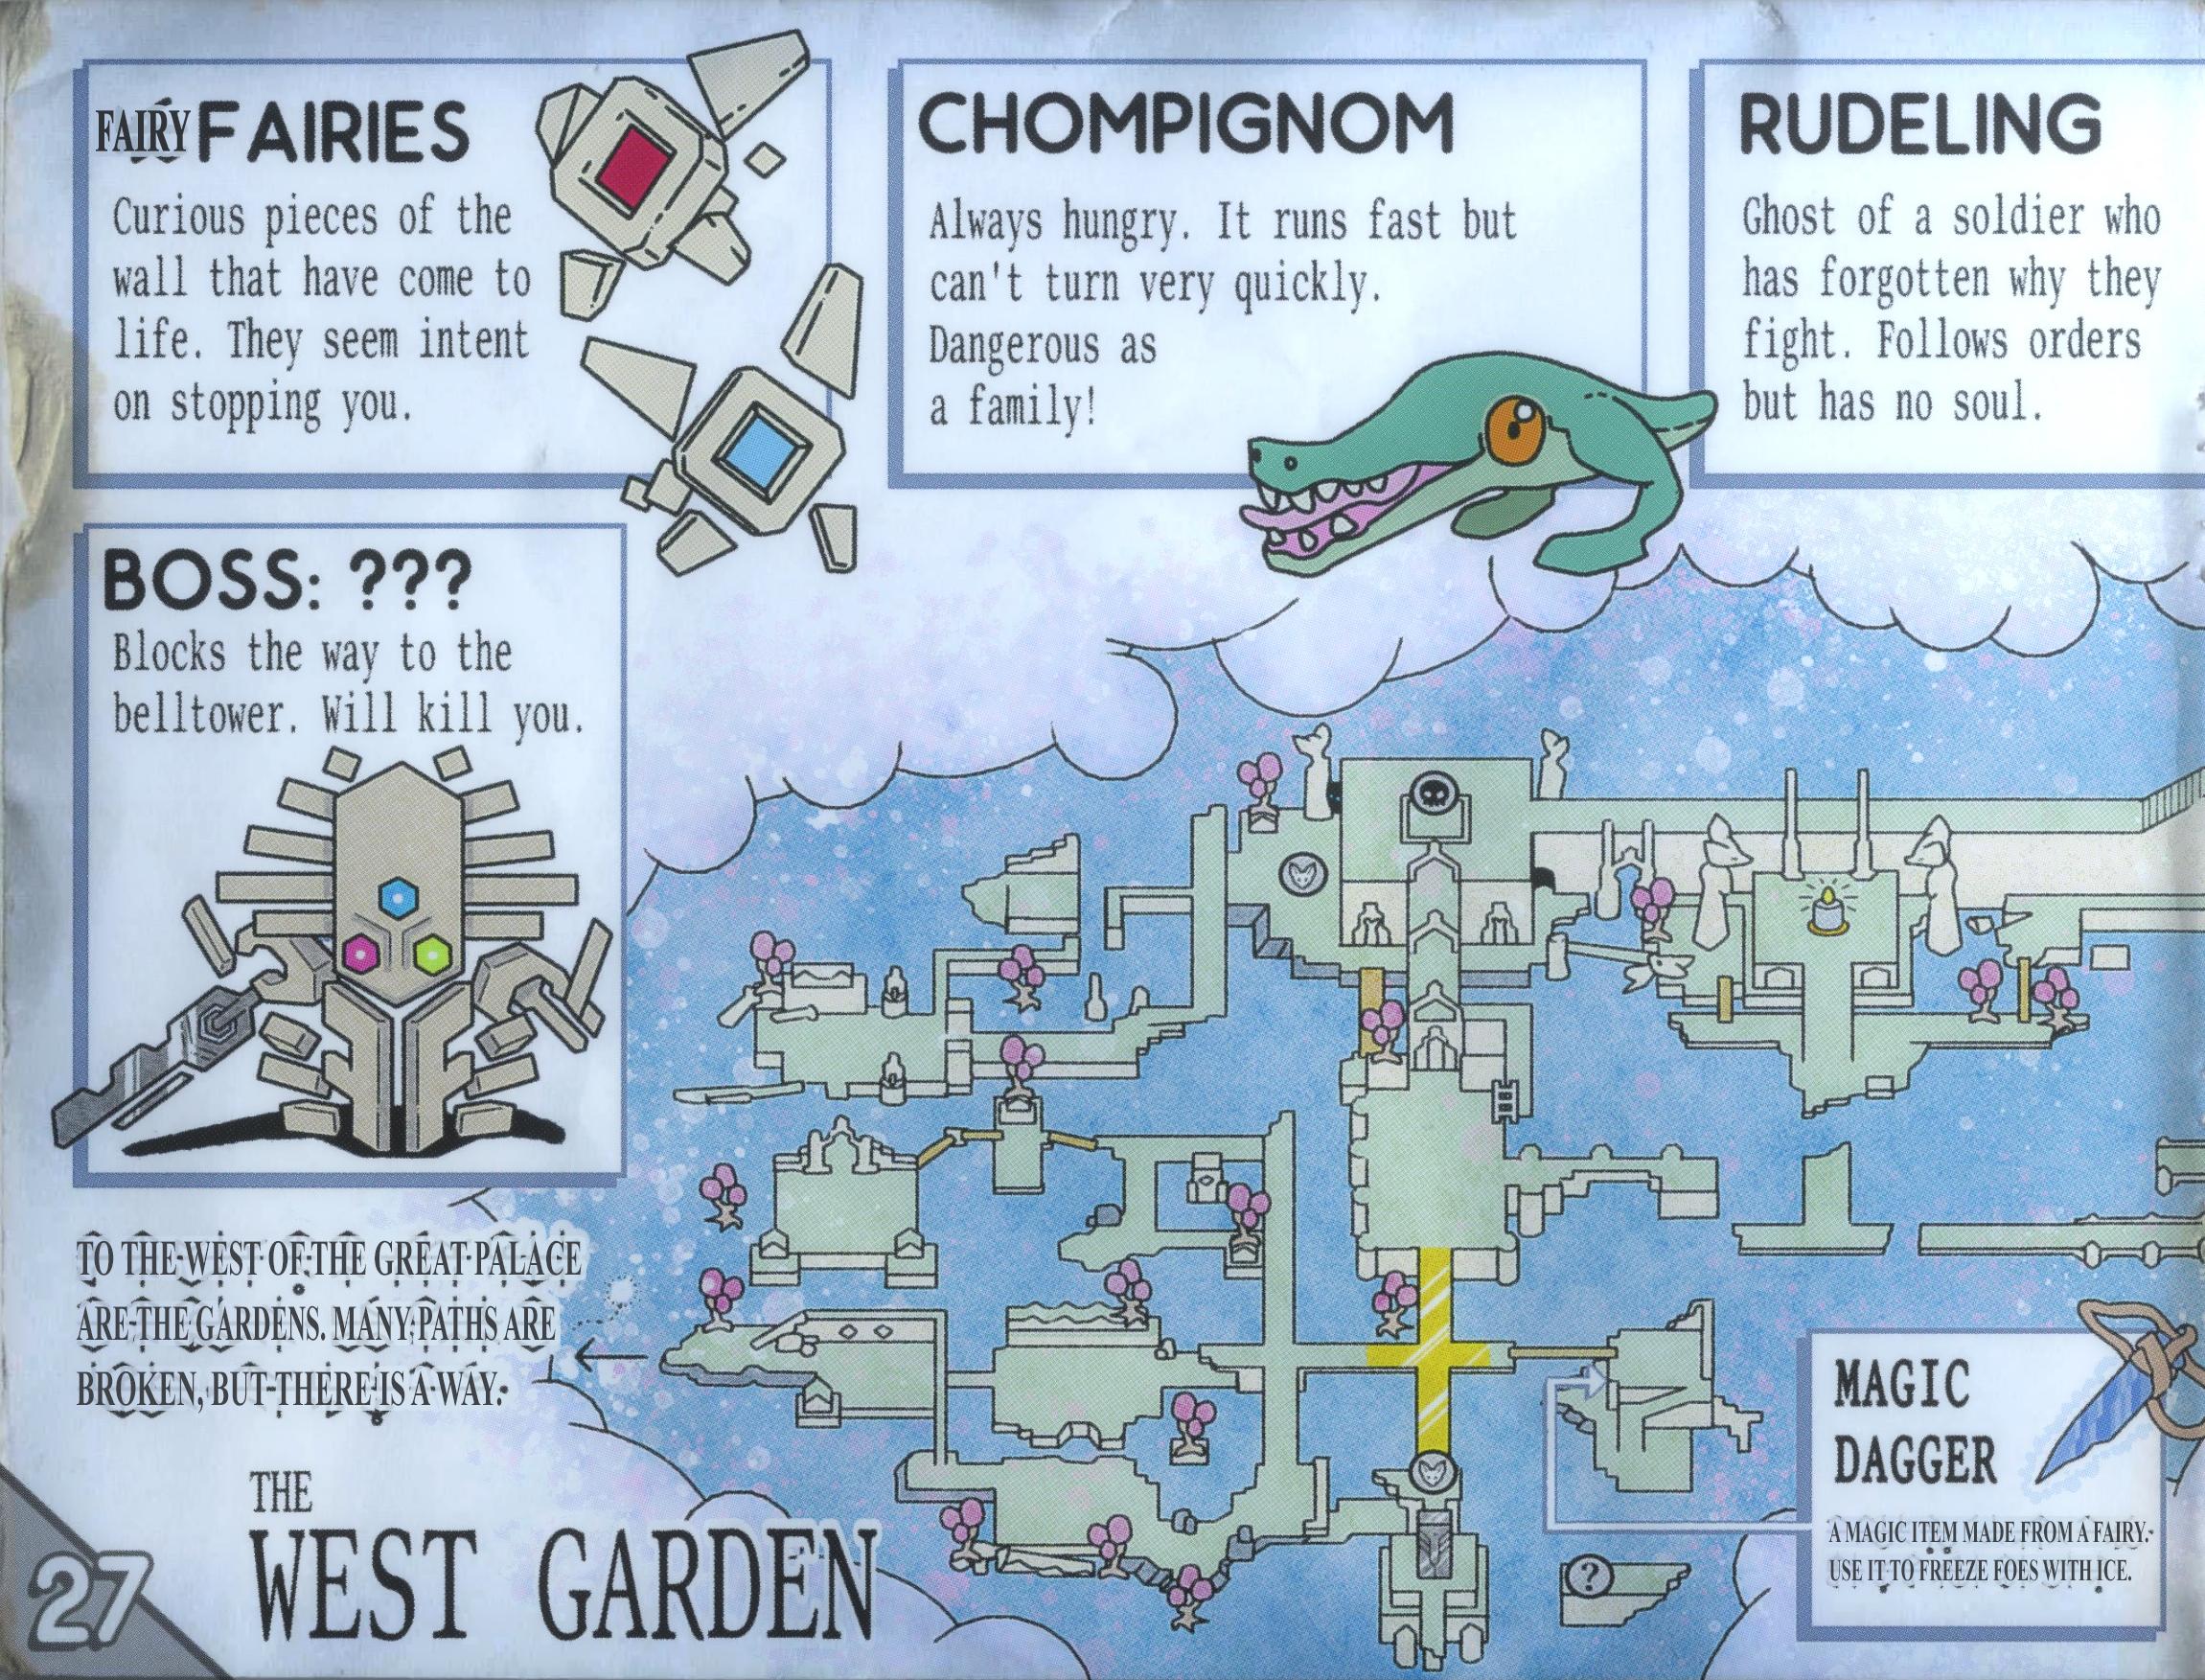 FAIRY FAIRIES
Curious pieces of the
wall that have come to
life. They seem intent
on stopping you.
CHOMPIGNOM
Always hungry. It runs fast but
can't turn very quickly.
Dangerous as
a family!
RUDELING
Ghost of a soldier who
has forgotten why they
fight. Follows orders
but has no soul.
BOSS: ???
Blocks the way to the
belltower. Will kill you.
TO THE WEST OF THE GREAT PALACE
ARE THE GARDENS. MANY PATHS ARE
BROKEN, BUT THERE IS A WAY.
THE
WEST GARDEN
27
?
MAGIC
DAGGER
A MAGIC ITEM MADE FROM A FAIRY.
USE IT TO FREEZE FOES WITH ICE.